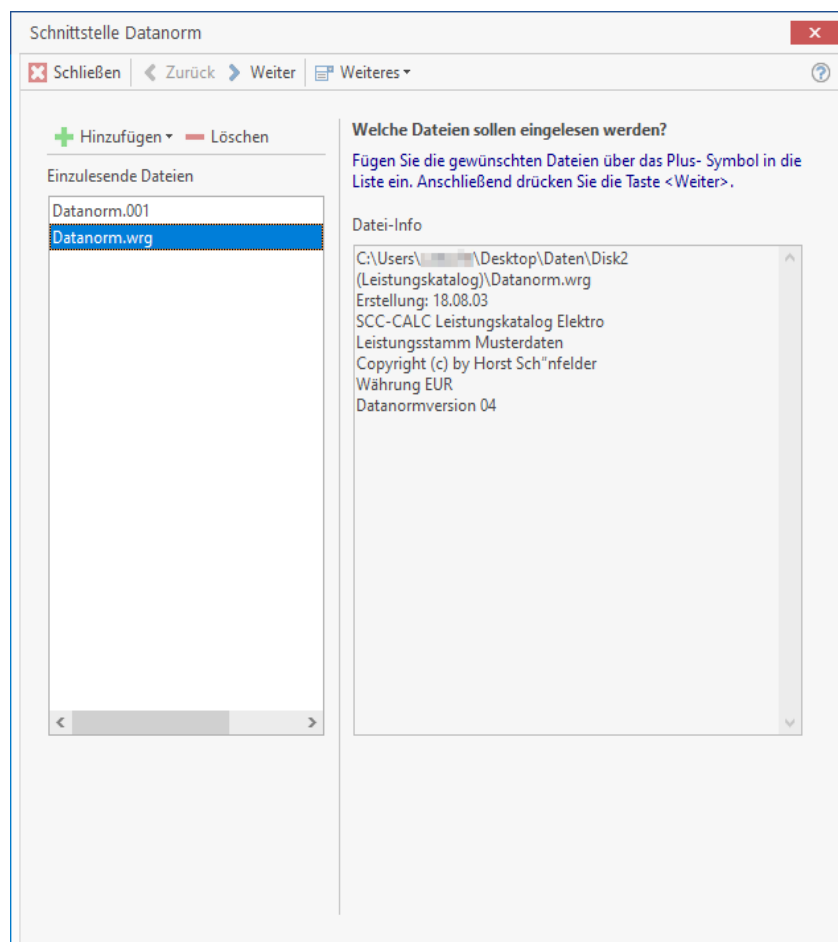 Schnittstelle Datanorm
Schließen Zurück Weiter Weiteres
Hinzufügen Löschen
Einzulesende Dateien
Datanorm.001
Datanorm.wrg
Welche Dateien sollen eingelesen werden?
Fügen Sie die gewünschten Dateien über das Plus- Symbol in die
Liste ein. Anschließend drücken Sie die Taste <Weiter>.
Datei-Info
C:\Users\ \Desktop\Daten\Disk2
(Leistungskatalog)\Datanorm.wrg
Erstellung: 18.08.03
SCC-CALC Leistungskatalog Elektro
Leistungsstamm Musterdaten
Copyright (c) by Horst Sch"nfelder
Währung EUR
Datanormversion 04